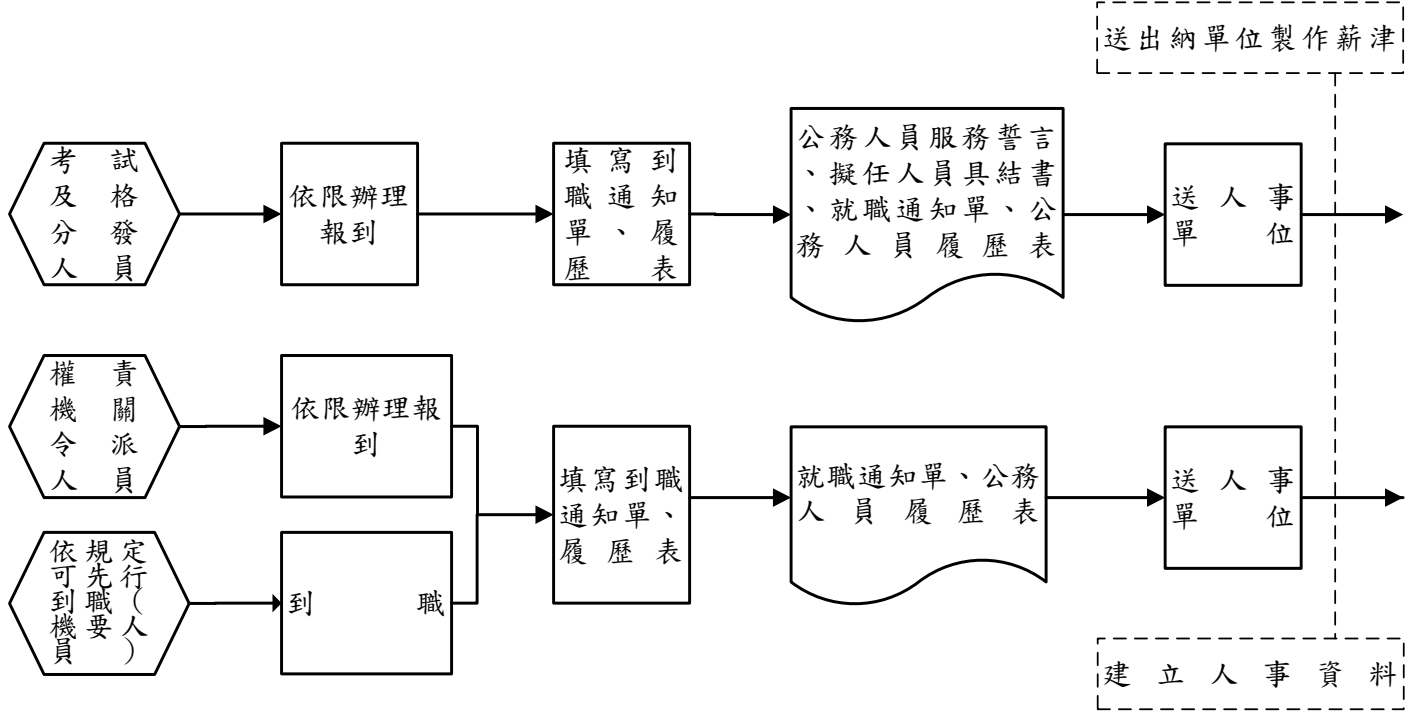 送出納單位製作薪津
考試
及格
分發
人員
依限辦理
報到
填寫到
職通知
單、履
歷表
公務人員服務誓言
、擬任人員具結書
、就職通知單、公
務人員履歷表
送人事
單位
權責
機關
令派
人員
依限辦理報
到
填寫到職
通知單、
履歷表
就職通知單、公務
人員履歷表
送人事
單位
依規定
可先行
到職(
機要人
員)
到職
建立人事資料